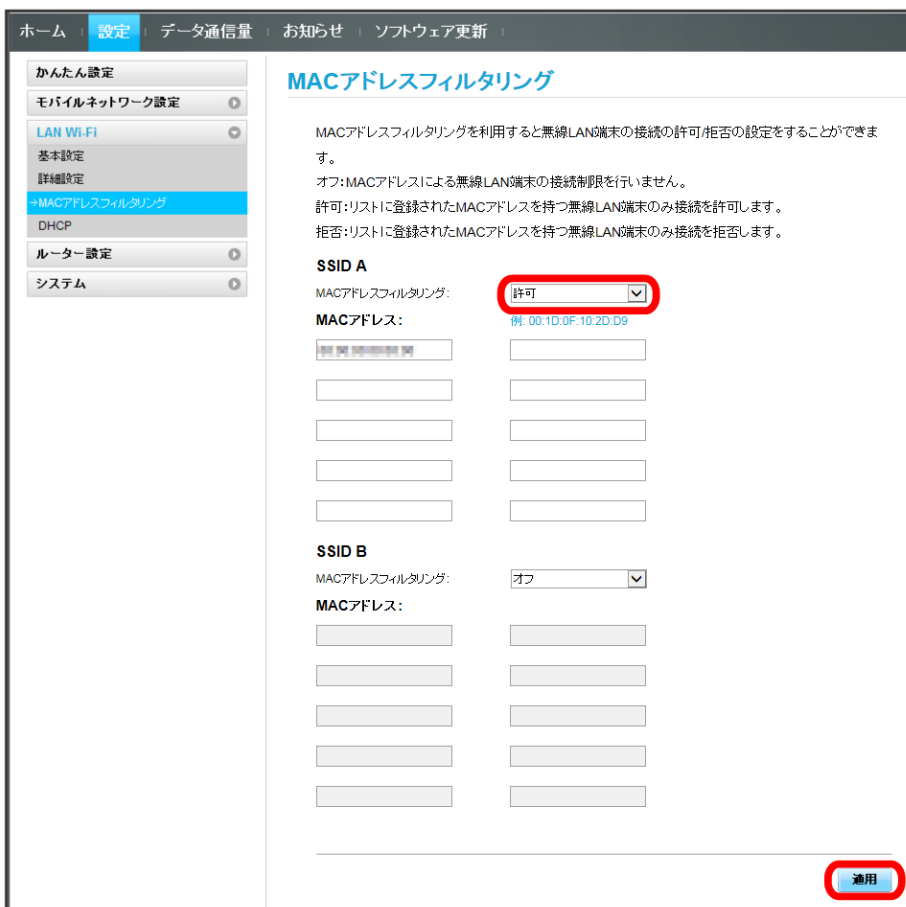 ホーム 設定 データ通信量 お知らせ ソフトウェア更新
かんたん設定
モバイルネットワーク設定
LAN Wi-Fi
基本設定
詳細設定
→MACアドレスフィルタリング
DHCP
ルーター設定
システム
MACアドレスフィルタリング
MACアドレスフィルタリングを利用すると無線LAN端末の接続の許可/拒否の設定をすることができま
す。
オフ:MACアドレスによる無線LAN端末の接続制限を行いません。
許可:リストに登録されたMACアドレスを持つ無線LAN端末のみ接続を許可します。
拒否:リストに登録されたMACアドレスを持つ無線LAN端末のみ接続を拒否します。
SSID A
MACアドレスフィルタリング: 許可
MACアドレス: 例: 00:1D:0F:10:2D:D9
SSID B
MACアドレスフィルタリング: オフ
MACアドレス:
適用